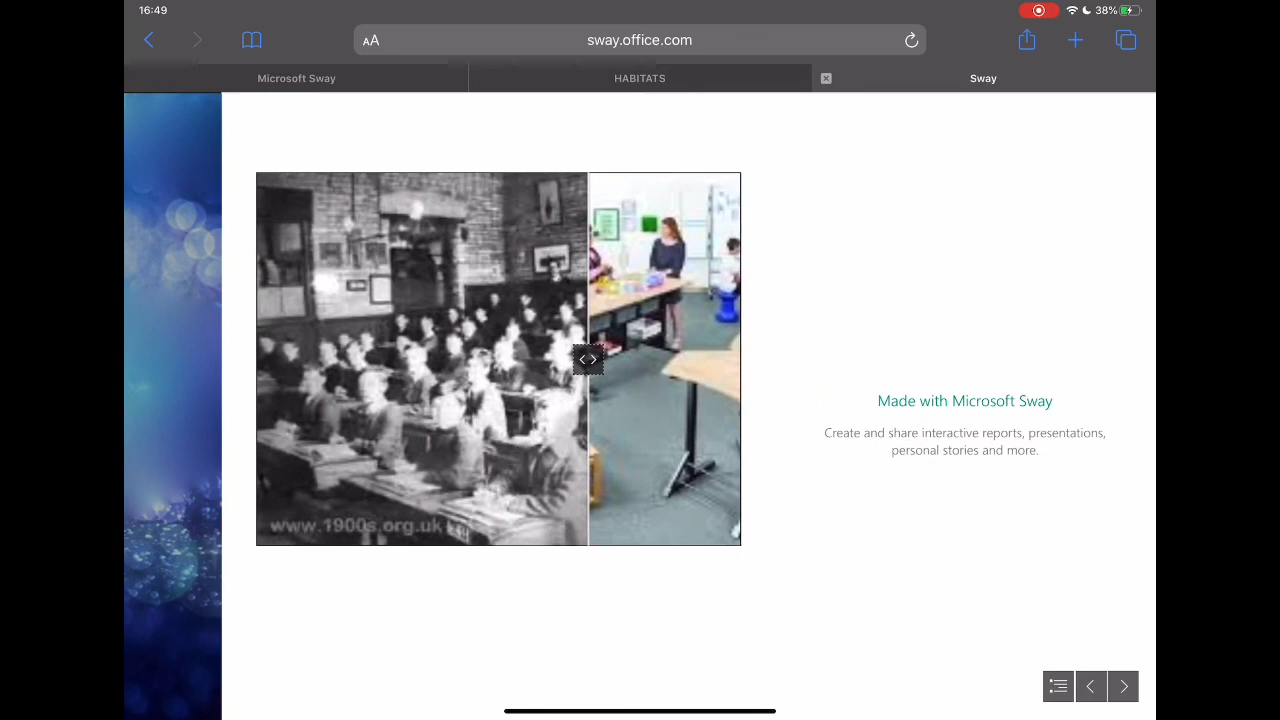 16:49
38%
AA
sway.office.com
Microsoft Sway
HABITATS
Sway
www.1900s.org.uk
Made with Microsoft Sway
Create and share interactive reports, presentations,
personal stories and more.